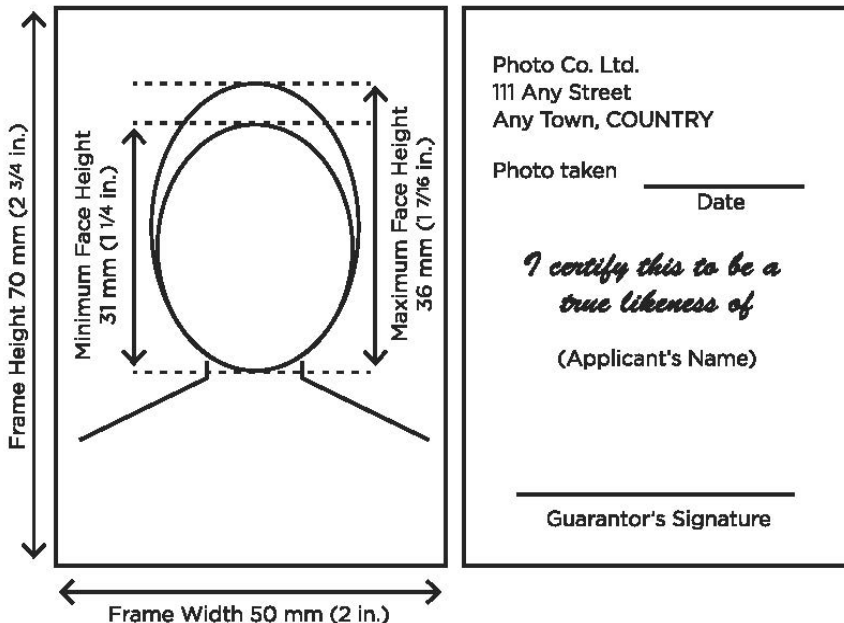 Frame Height 70 mm (2 3/4 in.)
Minimum Face Height
31 mm (1 1/4 in.)
Maximum Face Height
36 mm (1 7/16 in.)
Frame Width 50 mm (2 in.)
Photo Co. Ltd.
111 Any Street
Any Town, COUNTRY
Photo taken
Date
I certify this to be a
true likeness of
(Applicant's Name)
Guarantor's Signature